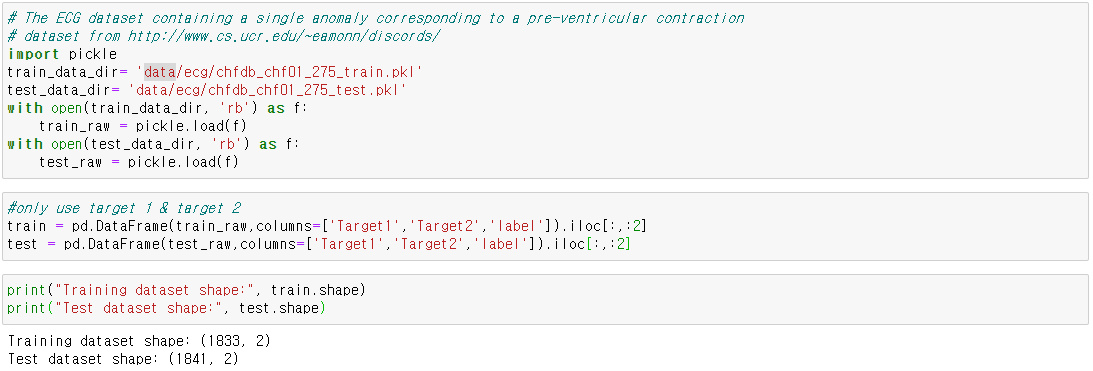 # The ECG dataset containing a single anomaly corresponding to a pre-ventricular contraction
# dataset from http://www.cs.ucr.edu/~eamonn/discords/
import pickle
train_data_dir= 'data/ecg/chfdb_chf01_275_train.pkl'
test_data_dir= 'data/ecg/chfdb_chf01_275_test.pkl'
with open(train_data_dir, 'rb') as f:
    train_raw = pickle.load(f)
with open(test_data_dir, 'rb') as f:
    test_raw = pickle.load(f)
#only use target 1 & target 2
train = pd.DataFrame(train_raw,columns=['Target1','Target2','label']).iloc[:,:2]
test = pd.DataFrame(test_raw,columns=['Target1','Target2','label']).iloc[:,:2]
print("Training dataset shape:", train.shape)
print("Test dataset shape:", test.shape)
Training dataset shape: (1833, 2)
Test dataset shape: (1841, 2)